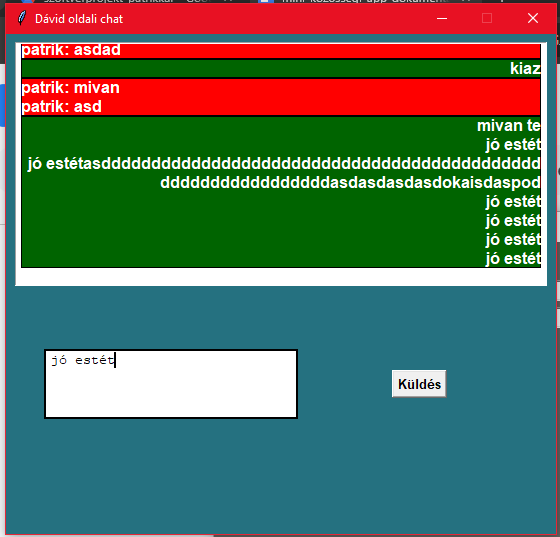 Dávid oldali chat
patrik: asdad
kiaz
patrik: mivan
patrik: asd
mivan te
jó estét
jó estétasdddddddddddddddddddddddddddddddddddddddddddd
dddddddddddddddddasdasdasdasdokaisdaspod
jó estét
jó estét
jó estét
jó estét
jó estét
Küldés